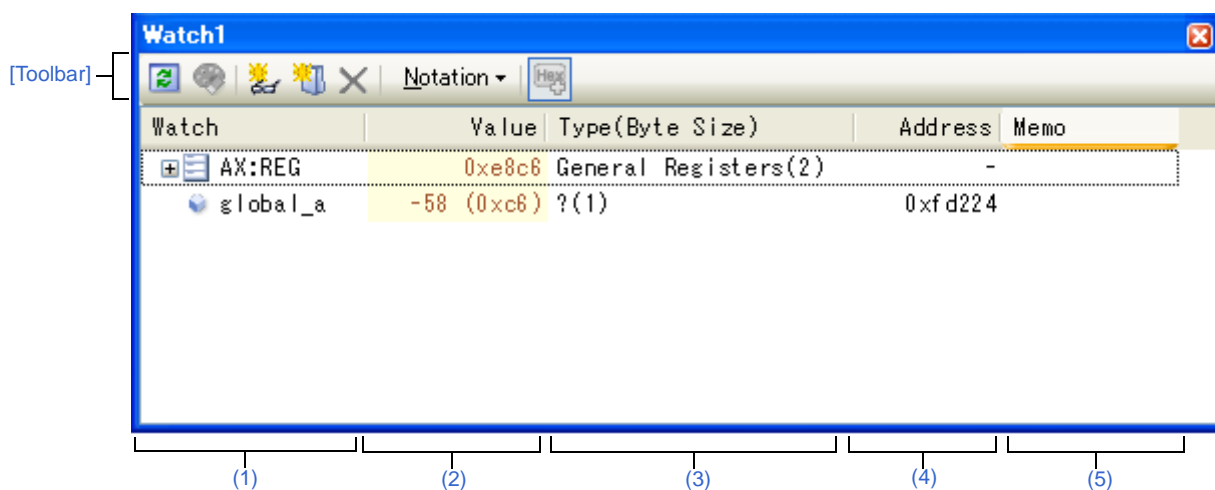 Watch1
[Toolbar]
Notation
Hex
Watch Value Type(Byte Size) Address Memo
AX:REG 0xe8c6 General Registers(2) -
global_a -58 (0xc6) ?(1) 0xfd224
(1) (2) (3) (4) (5)